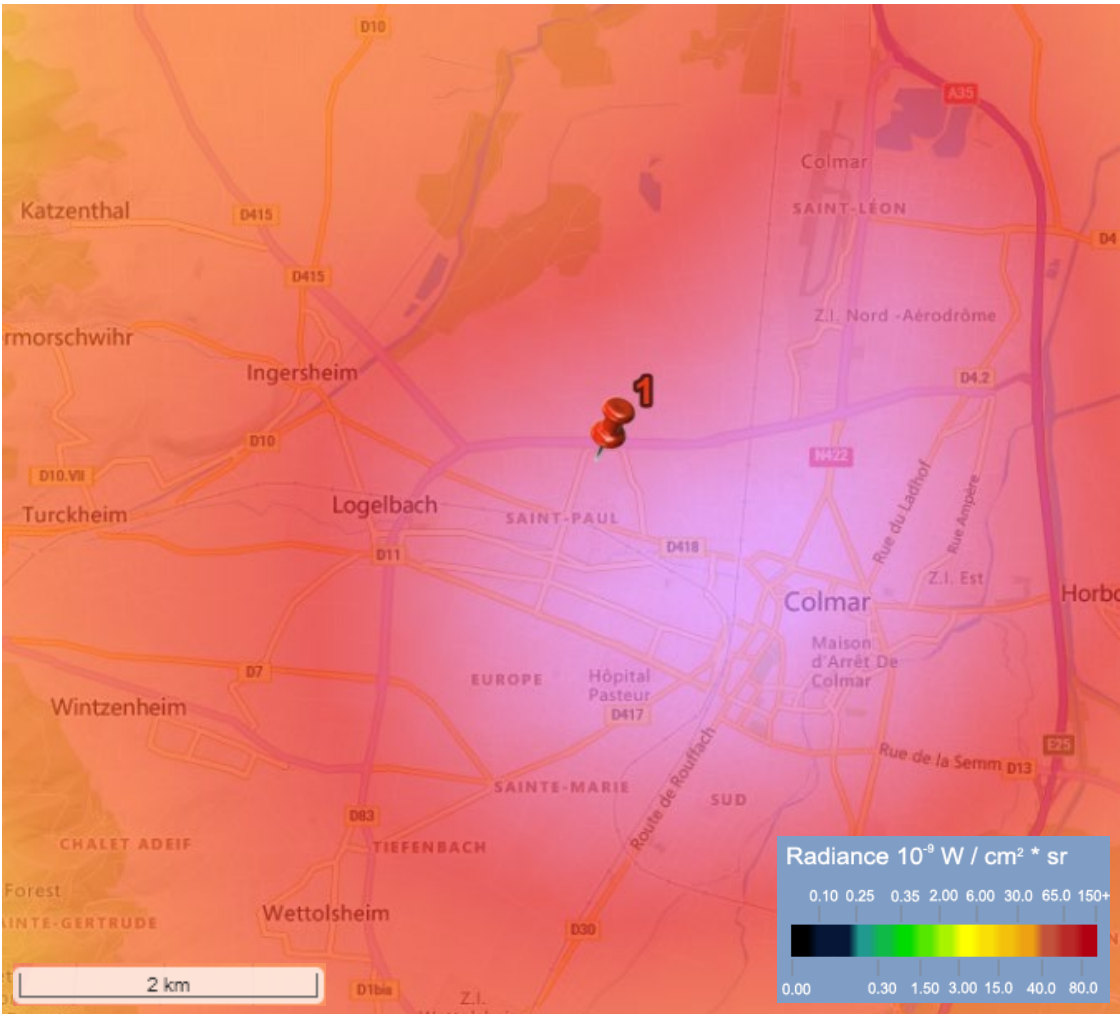 D10
A35
Colmar
Katzenthal
D415
SAINT-LÉON
D4
D415
Z.I. Nord -Aérodrôme
rmorschwihr
Ingersheim
D4.2
1
D10
N422
D10.VII
Logelbach
Turckheim
SAINT-PAUL
Rue du Ladhof
Rue Ampère
D418
D11
Z.I. Est
Colmar
Horbo
Maison
d'Arrêt De
Colmar
D7
EUROPE
Hôpital
Pasteur
Wintzenheim
D417
E25
Rue de la Semm
D13
SAINTE-MARIE
SUD
Route de Rouffach
D83
CHALET ADEIF
TIEFENBACH
Forest
AINTE-GERTRUDE
Wettolsheim
D30
2 km
D1bis
Z.I.
Radiance 10⁻⁹ W / cm² * sr
0.10 0.25 0.35 2.00 6.00 30.0 65.0 150+
0.00 0.30 1.50 3.00 15.0 40.0 80.0